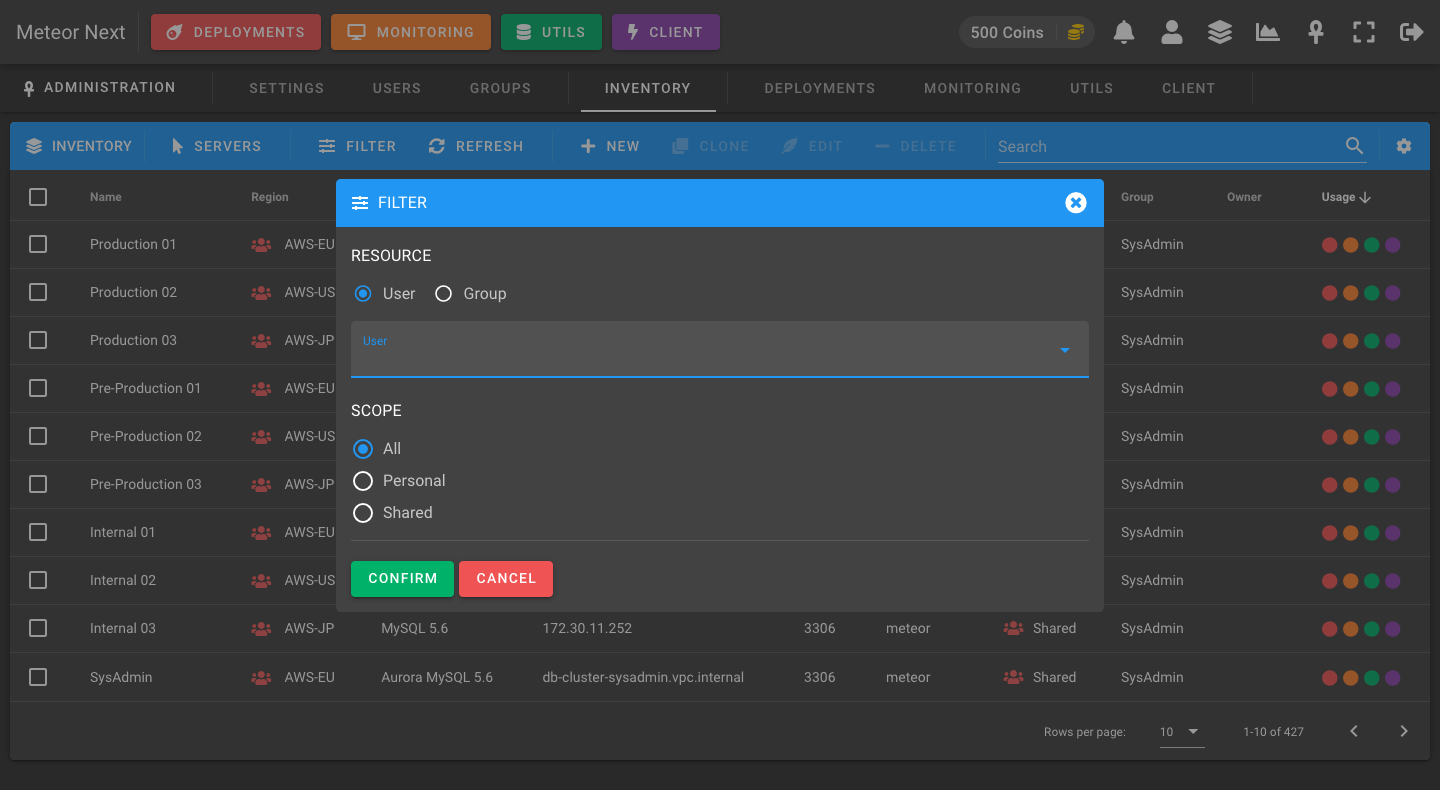 Meteor Next DEPLOYMENTS MONITORING UTILS CLIENT 500 Coins
ADMINISTRATION SETTINGS USERS GROUPS INVENTORY DEPLOYMENTS MONITORING UTILS CLIENT
INVENTORY SERVERS FILTER REFRESH NEW CLONE EDIT DELETE Search
Name Region Group Owner Usage
Production 01 AWS-EU SysAdmin
Production 02 AWS-US SysAdmin
Production 03 AWS-JP SysAdmin
Pre-Production 01 AWS-EU SysAdmin
Pre-Production 02 AWS-US SysAdmin
Pre-Production 03 AWS-JP SysAdmin
Internal 01 AWS-EU SysAdmin
Internal 02 AWS-US SysAdmin
Internal 03 AWS-JP MySQL 5.6 172.30.11.252 3306 meteor Shared SysAdmin
SysAdmin AWS-EU Aurora MySQL 5.6 db-cluster-sysadmin.vpc.internal 3306 meteor Shared SysAdmin
Rows per page: 10 1-10 of 427
FILTER
RESOURCE
User Group
User
SCOPE
All
Personal
Shared
CONFIRM CANCEL